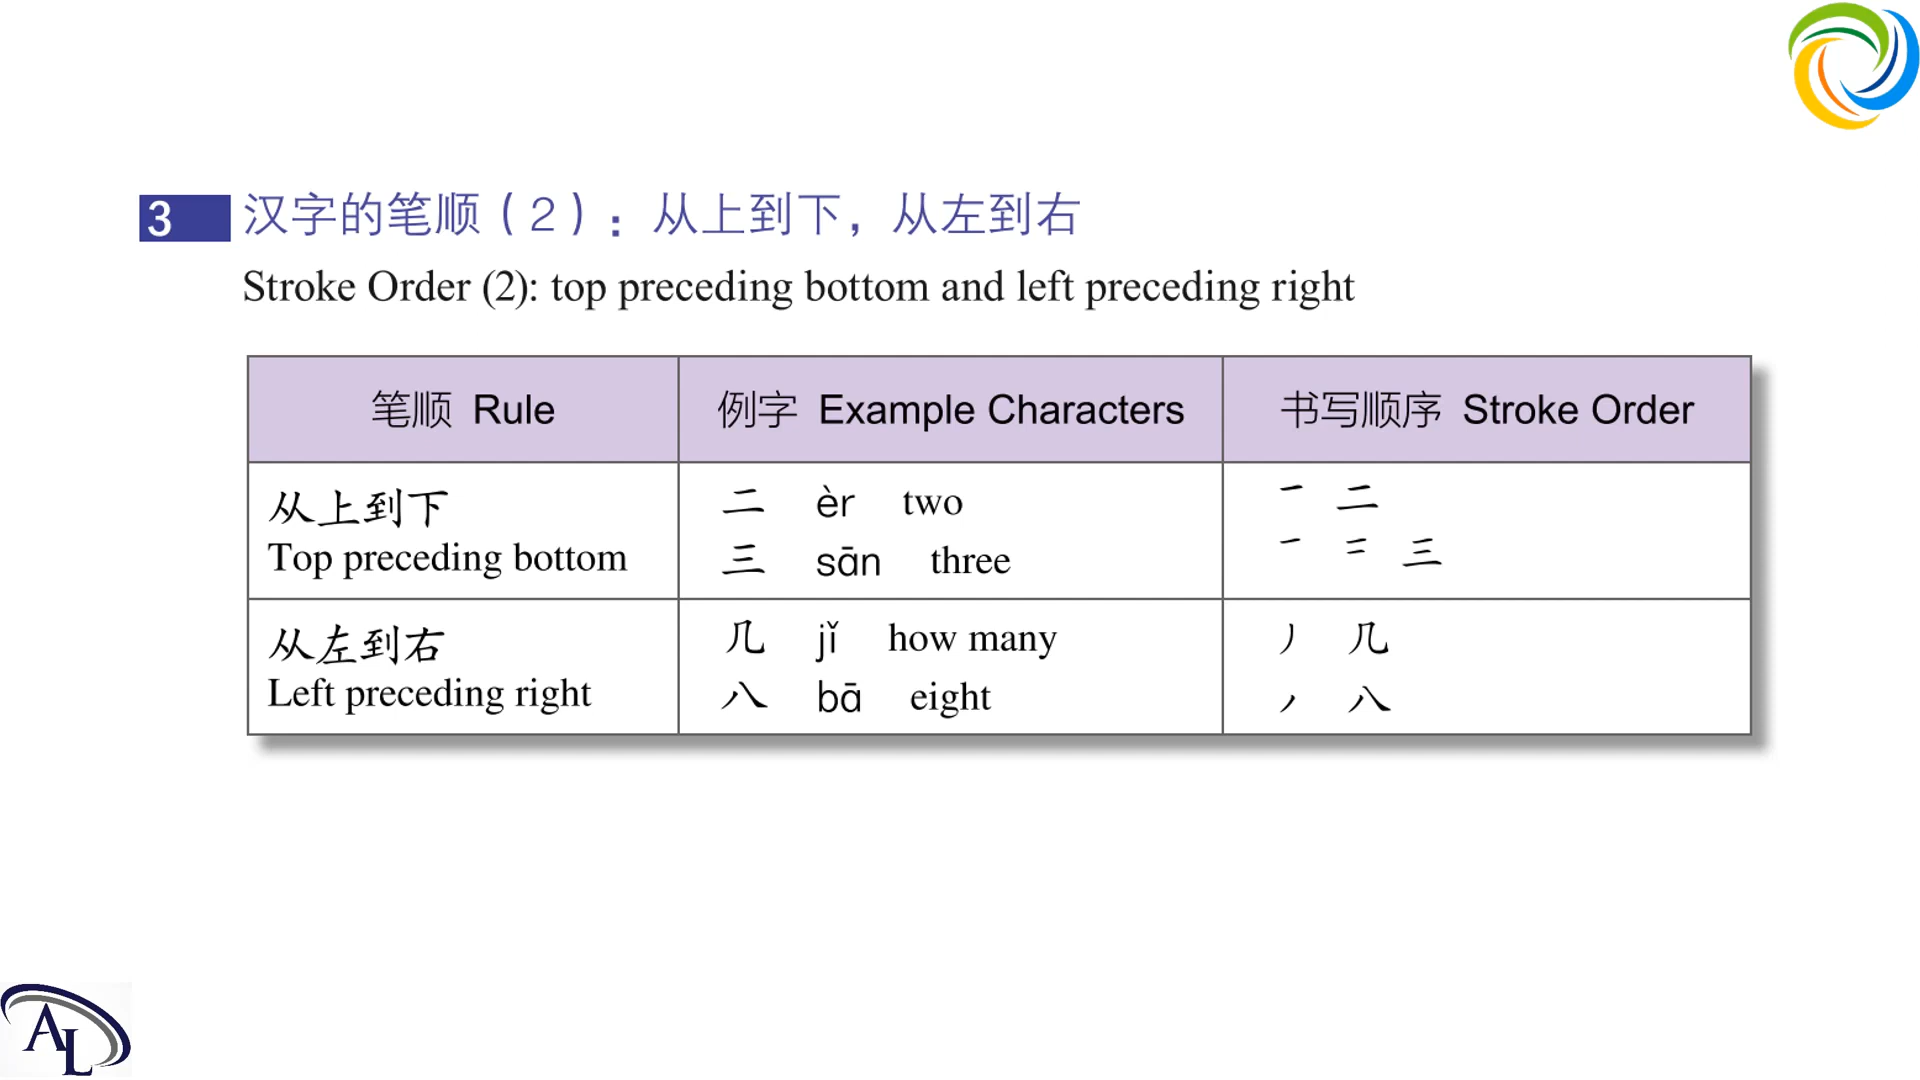 3 汉字的笔顺（2）：从上到下，从左到右
Stroke Order (2): top preceding bottom and left preceding right
笔顺 Rule 例字 Example Characters 书写顺序 Stroke Order
从上到下
Top preceding bottom
二 èr two
三 sān three
一 二
一 二 三
从左到右
Left preceding right
几 jǐ how many
八 bā eight
丿 几
丿 八
AL